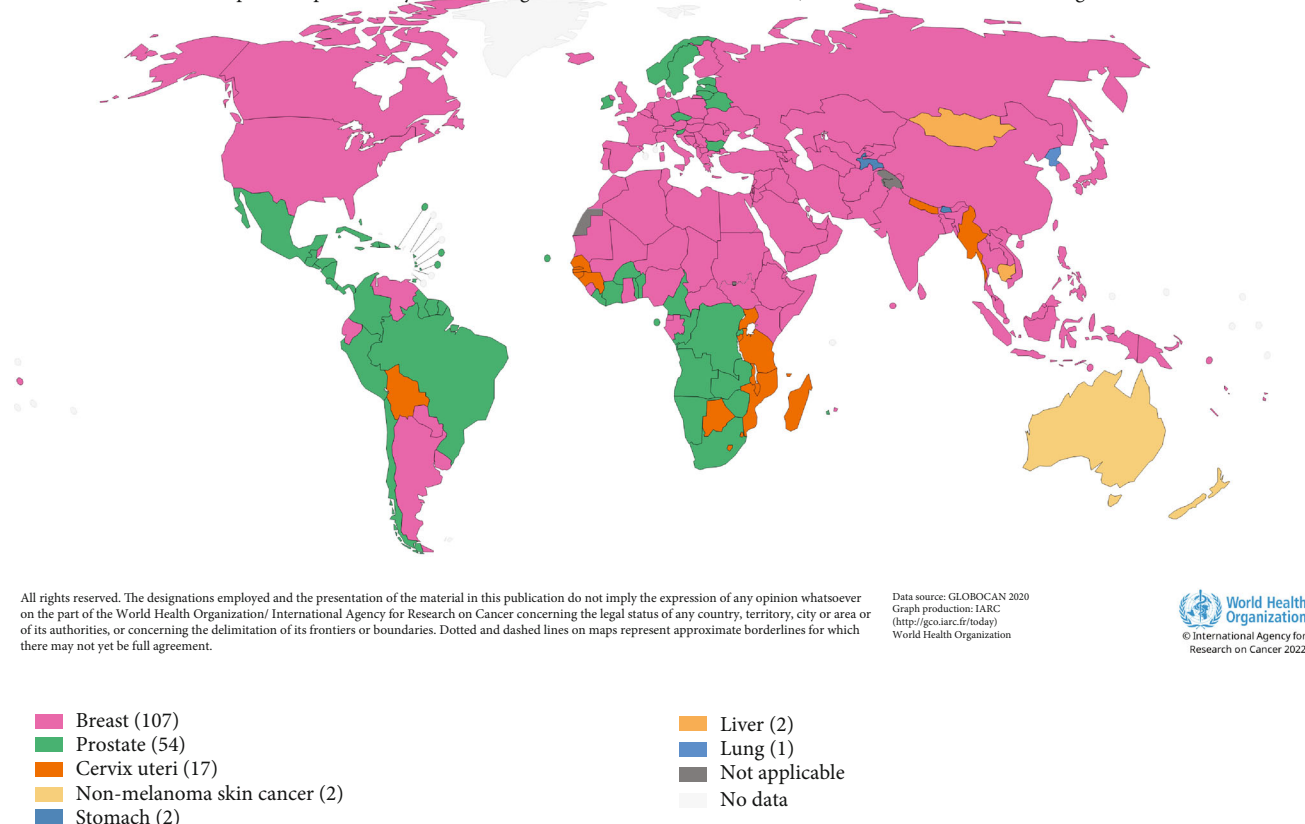 All rights reserved. The designations employed and the presentation of the material in this publication do not imply the expression of any opinion whatsoever
on the part of the World Health Organization/ International Agency for Research on Cancer concerning the legal status of any country, territory, city or area or
of its authorities, or concerning the delimitation of its frontiers or boundaries. Dotted and dashed lines on maps represent approximate borderlines for which
there may not yet be full agreement.
Data source: GLOBOCAN 2020
Graph production: IARC
(http://gco.iarc.fr/today)
World Health Organization
World Health
Organization
© International Agency for
Research on Cancer 2022
Breast (107)
Prostate (54)
Cervix uteri (17)
Non-melanoma skin cancer (2)
Stomach (2)
Liver (2)
Lung (1)
Not applicable
No data